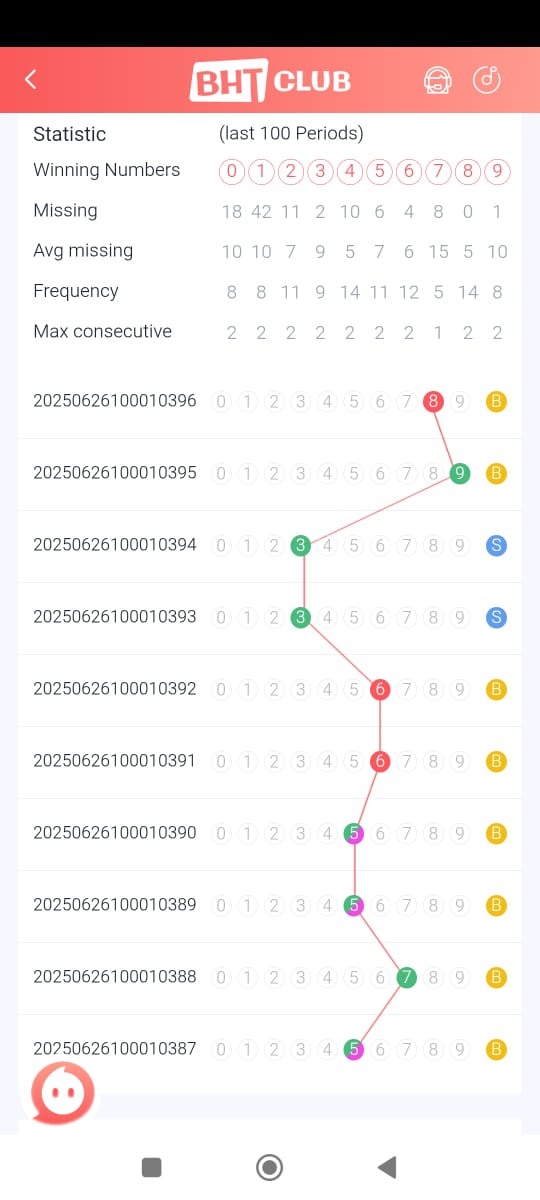 BHT CLUB
Statistic (last 100 Periods)
Winning Numbers 0 1 2 3 4 5 6 7 8 9
Missing 18 42 11 2 10 6 4 8 0 1
Avg missing 10 10 7 9 5 7 6 15 5 10
Frequency 8 8 11 9 14 11 12 5 14 8
Max consecutive 2 2 2 2 2 2 2 1 2 2
20250626100010396 0 1 2 3 4 5 6 7 8 9 B
20250626100010395 0 1 2 3 4 5 6 7 8 9 B
20250626100010394 0 1 2 3 4 5 6 7 8 9 S
20250626100010393 0 1 2 3 4 5 6 7 8 9 S
20250626100010392 0 1 2 3 4 5 6 7 8 9 B
20250626100010391 0 1 2 3 4 5 6 7 8 9 B
20250626100010390 0 1 2 3 4 5 6 7 8 9 B
20250626100010389 0 1 2 3 4 5 6 7 8 9 B
20250626100010388 0 1 2 3 4 5 6 7 8 9 B
20250626100010387 0 1 2 3 4 5 6 7 8 9 B